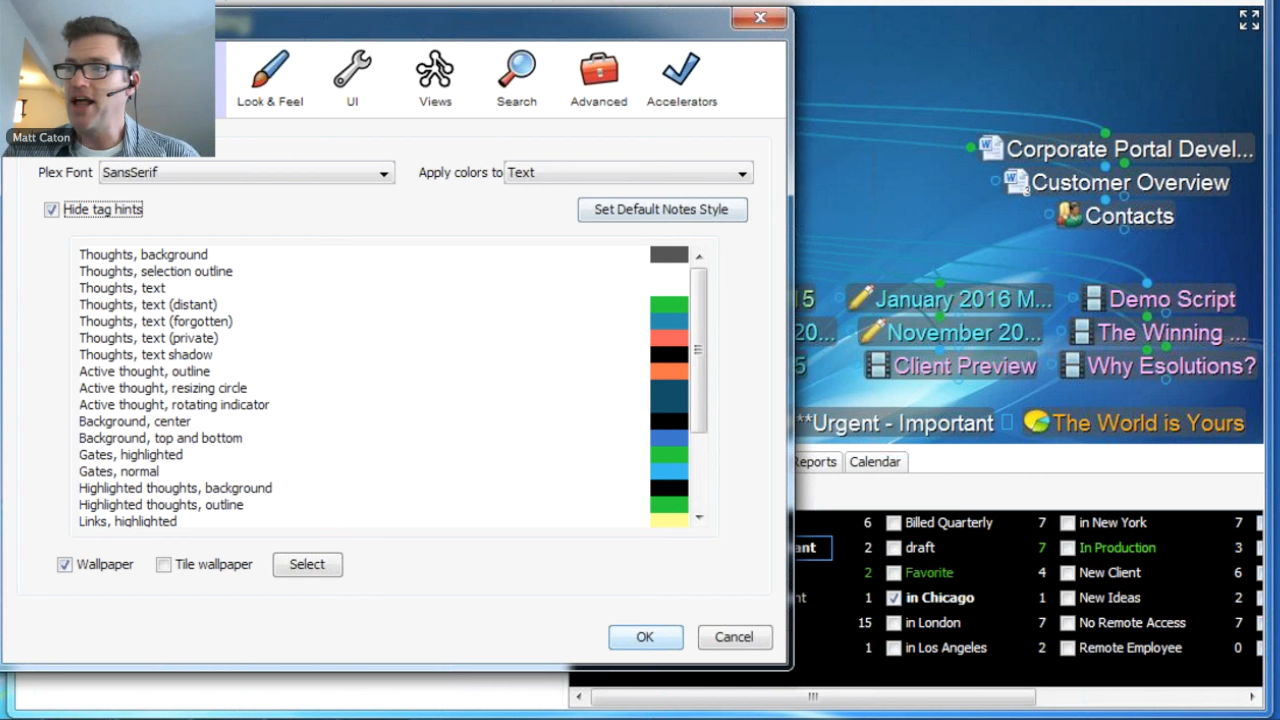 Matt Caton
Look & Feel
UI
Views
Search
Advanced
Accelerators
Plex Font
SansSerif
Apply colors to
Text
Hide tag hints
Set Default Notes Style
Thoughts, background
Thoughts, selection outline
Thoughts, text
Thoughts, text (distant)
Thoughts, text (forgotten)
Thoughts, text (private)
Thoughts, text shadow
Active thought, outline
Active thought, resizing circle
Active thought, rotating indicator
Background, center
Background, top and bottom
Gates, highlighted
Gates, normal
Highlighted thoughts, background
Highlighted thoughts, outline
Links, highlighted
Wallpaper
Tile wallpaper
Select
OK
Cancel
Corporate Portal Devel...
Customer Overview
Contacts
15 January 2016 M... Demo Script
20... November 20... The Winning ...
5 Client Preview Why Esolutions?
**Urgent - Important The World is Yours
Reports Calendar
6 Billed Quarterly 7 in New York 7
ant 2 draft 7 In Production 3
2 Favorite 4 New Client 6
nt 1 in Chicago 1 New Ideas 2
15 in London 7 No Remote Access 7
1 in Los Angeles 2 Remote Employee 0